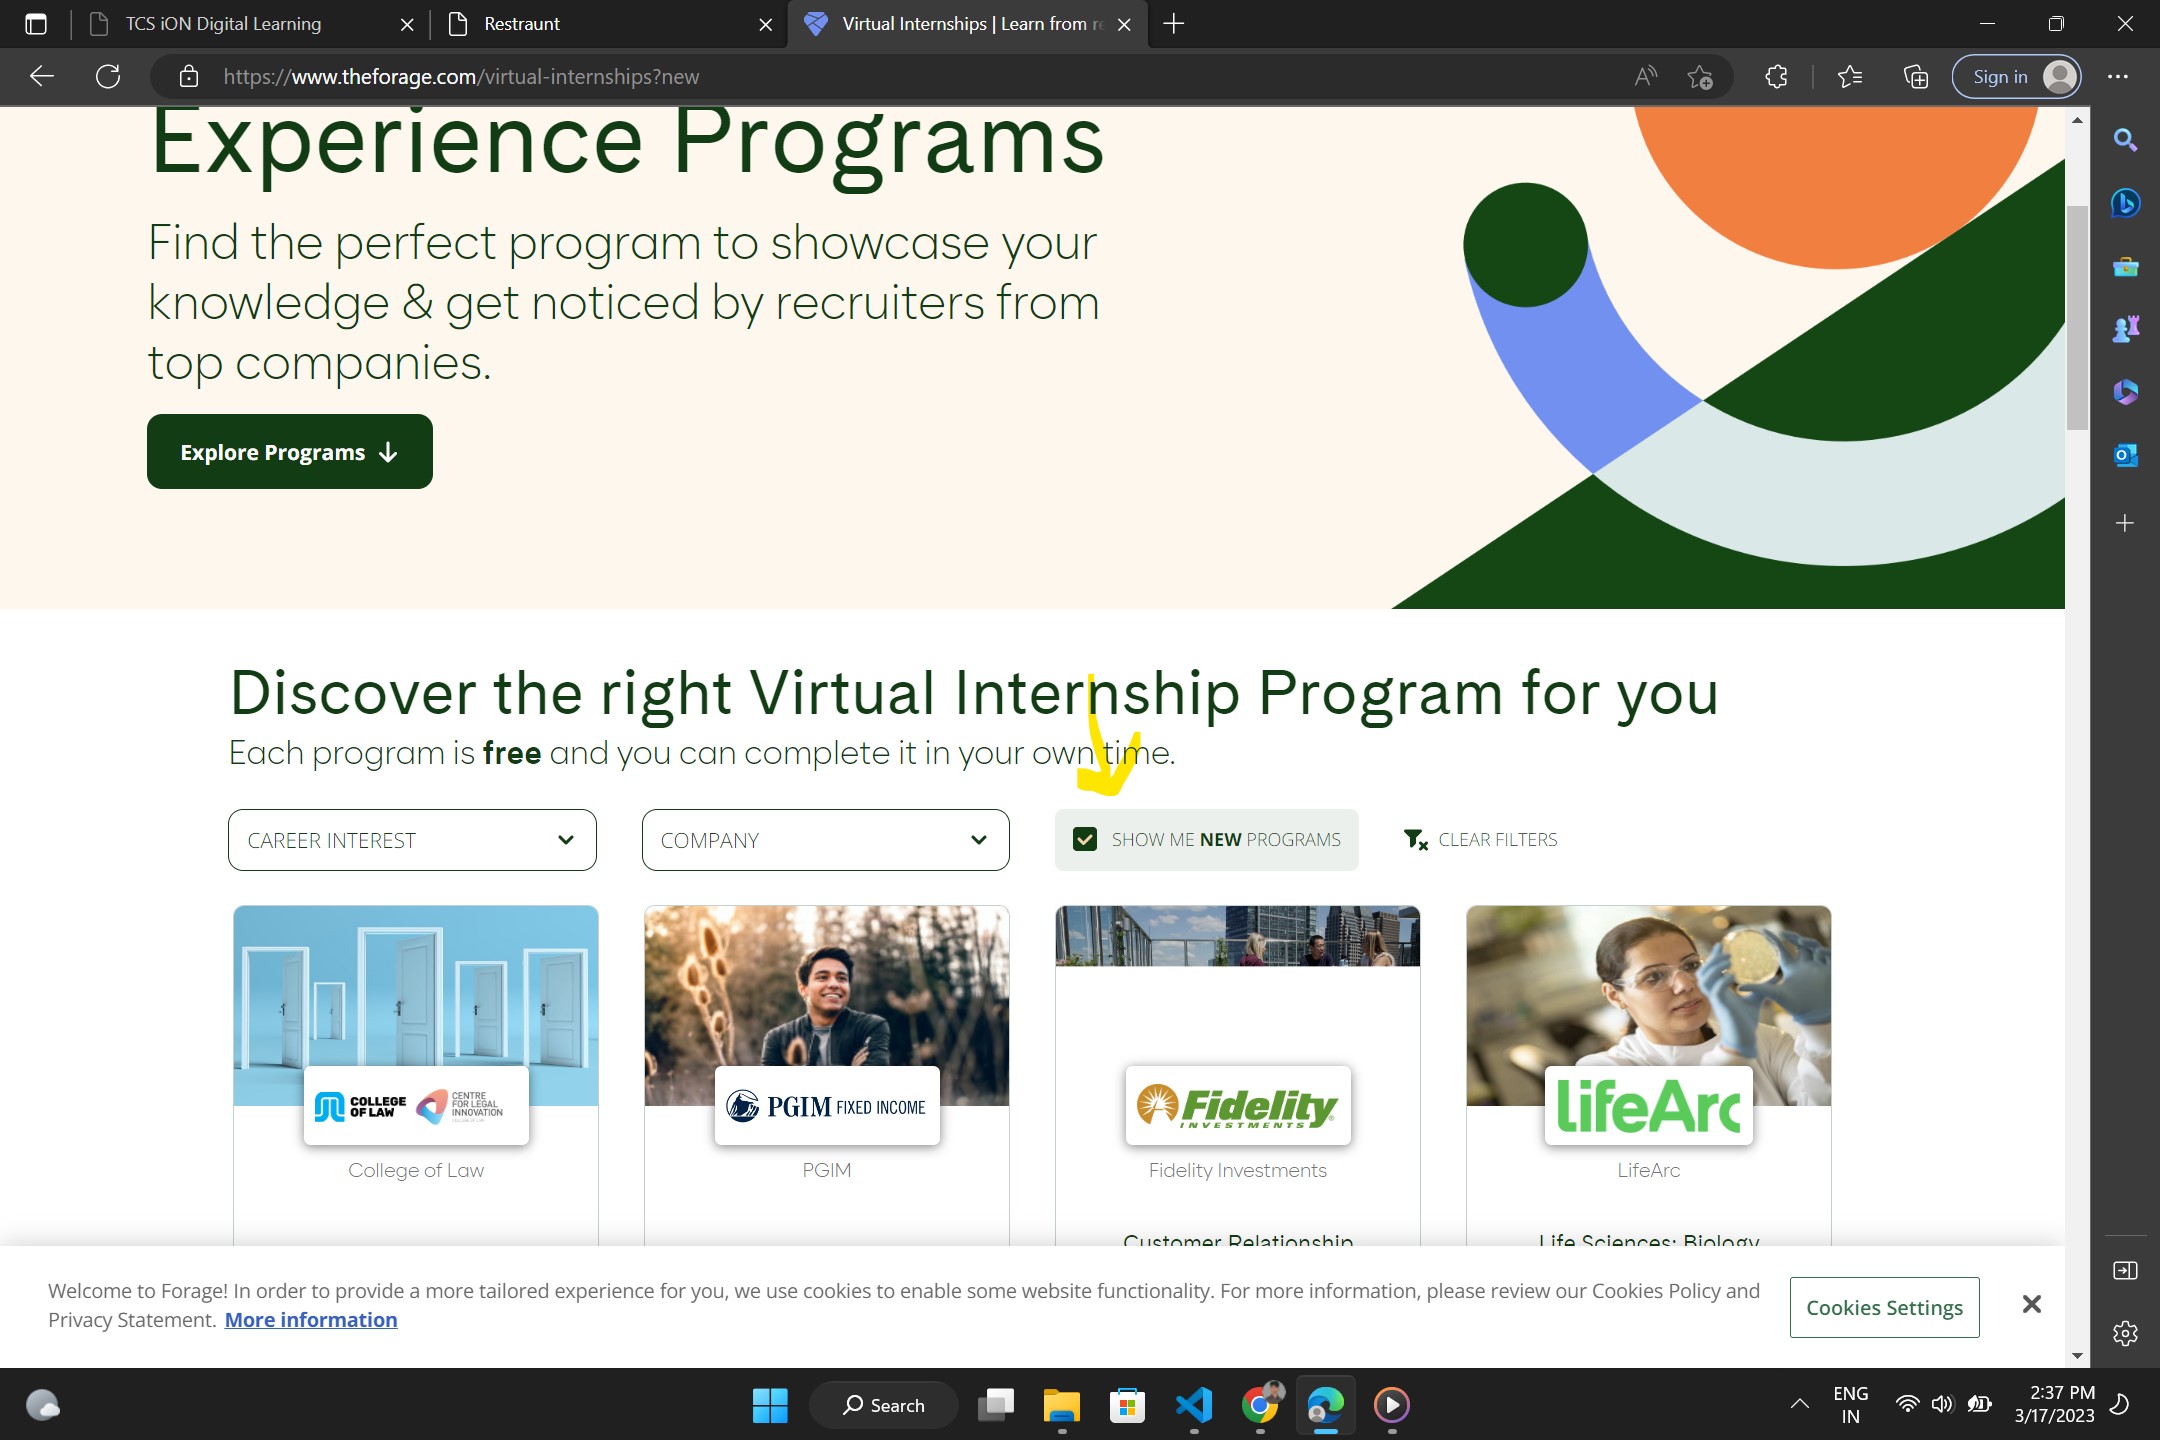 TCS iON Digital Learning
Restraunt
Virtual Internships | Learn from re
https://www.theforage.com/virtual-internships?new
Sign in
Experience Programs
Find the perfect program to showcase your
knowledge & get noticed by recruiters from
top companies.
Explore Programs
Discover the right Virtual Internship Program for you
Each program is free and you can complete it in your own time.
CAREER INTEREST
COMPANY
SHOW ME NEW PROGRAMS
CLEAR FILTERS
COLLEGE OF LAW
CENTRE FOR LEGAL INNOVATION
PGIM FIXED INCOME
Fidelity INVESTMENTS
LifeArc
College of Law
PGIM
Fidelity Investments
LifeArc
Customer Relationship
Life Sciences: Biology
Welcome to Forage! In order to provide a more tailored experience for you, we use cookies to enable some website functionality. For more information, please review our Cookies Policy and
Privacy Statement. More information
Cookies Settings
Search
ENG
IN
2:37 PM
3/17/2023